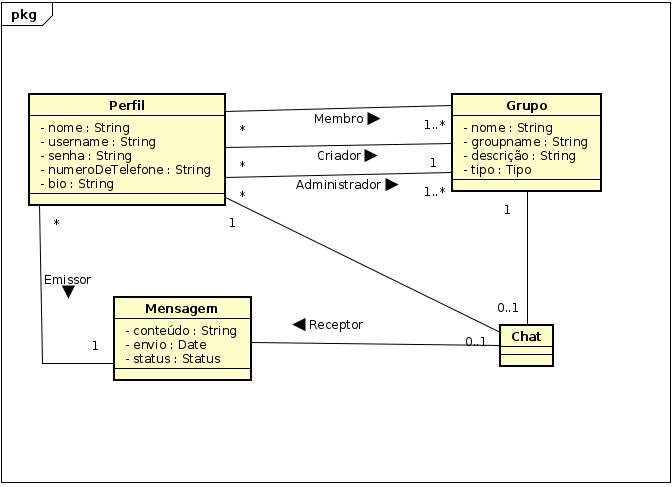 pkg
Perfil
- nome : String
- username : String
- senha : String
- numeroDeTelefone : String
- bio : String
Grupo
- nome : String
- groupname : String
- descrição : String
- tipo : Tipo
Membro
*
1..*
Criador
*
1
Administrador
*
1..*
*
1
1
Emissor
0..1
Mensagem
- conteúdo : String
- envio : Date
- status : Status
1
Receptor
0..1
Chat